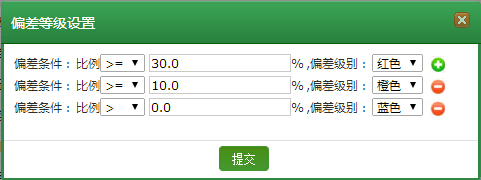 偏差等级设置
偏差条件：比例 >= 30.0 % ,偏差级别： 红色
偏差条件：比例 >= 10.0 % ,偏差级别： 橙色
偏差条件：比例 > 0.0 % ,偏差级别： 蓝色
提交